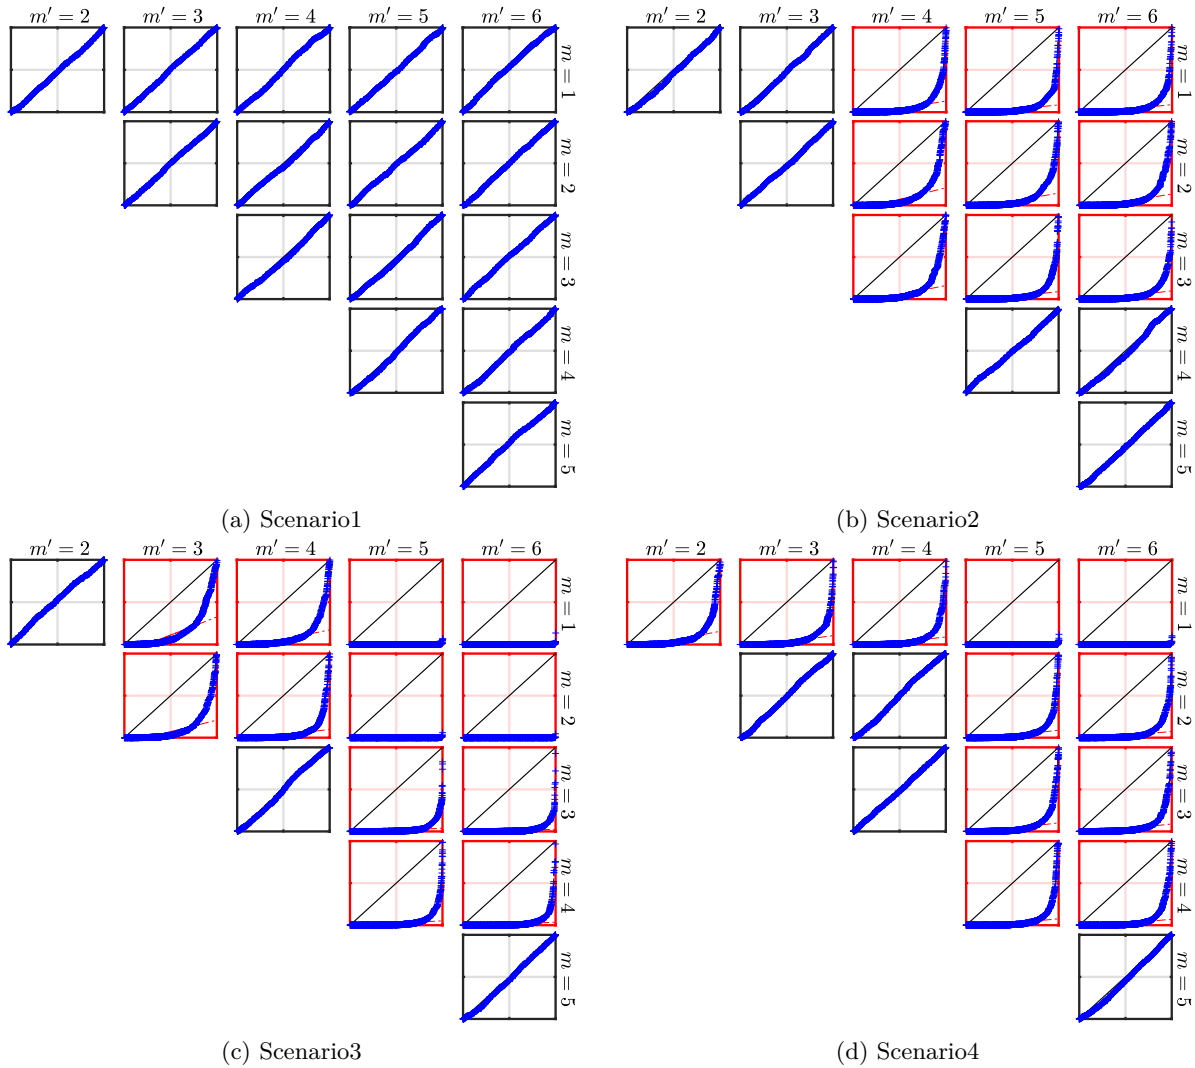 m′ = 2 m′ = 3 m′ = 4 m′ = 5 m′ = 6
m = 1
m = 2
m = 3
m = 4
m = 5
(a) Scenario1
m′ = 2 m′ = 3 m′ = 4 m′ = 5 m′ = 6
m = 1
m = 2
m = 3
m = 4
m = 5
(b) Scenario2
m′ = 2 m′ = 3 m′ = 4 m′ = 5 m′ = 6
m = 1
m = 2
m = 3
m = 4
m = 5
(c) Scenario3
m′ = 2 m′ = 3 m′ = 4 m′ = 5 m′ = 6
m = 1
m = 2
m = 3
m = 4
m = 5
(d) Scenario4